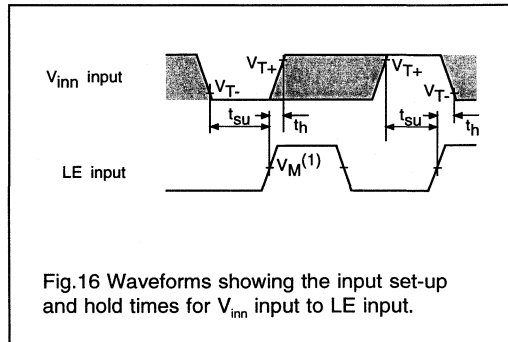 V_inn input
V_T-
V_T+
V_T+
V_T-
t_su
t_h
t_su
t_h
LE input
V_M^(1)
Fig.16 Waveforms showing the input set-up
and hold times for V_inn input to LE input.